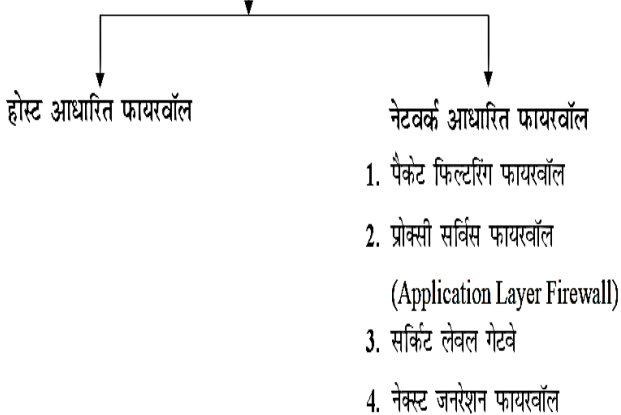 होस्ट आधारित फायरवॉल
नेटवर्क आधारित फायरवॉल
1. पैकेट फिल्टरिंग फायरवॉल
2. प्रोक्सी सर्विस फायरवॉल
(Application Layer Firewall)
3. सर्किट लेवल गेटवे
4. नेक्स्ट जनरेशन फायरवॉल